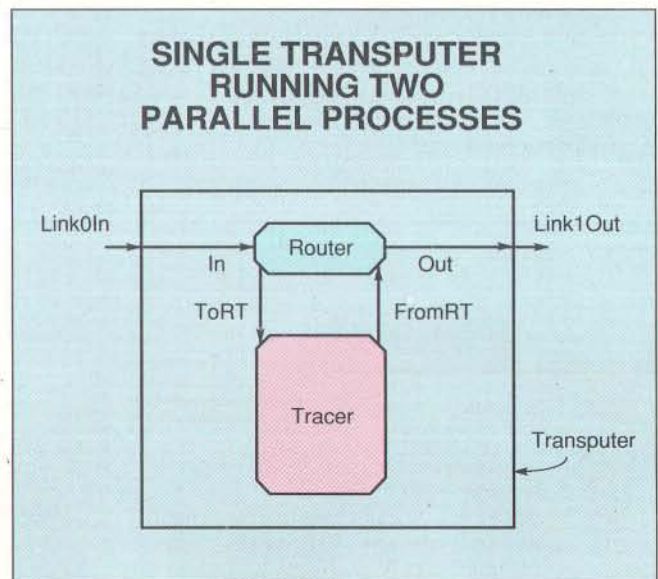 SINGLE TRANSPUTER
RUNNING TWO
PARALLEL PROCESSES
Link0In
Router
Link1Out
In
Out
ToRT
FromRT
Tracer
Transputer